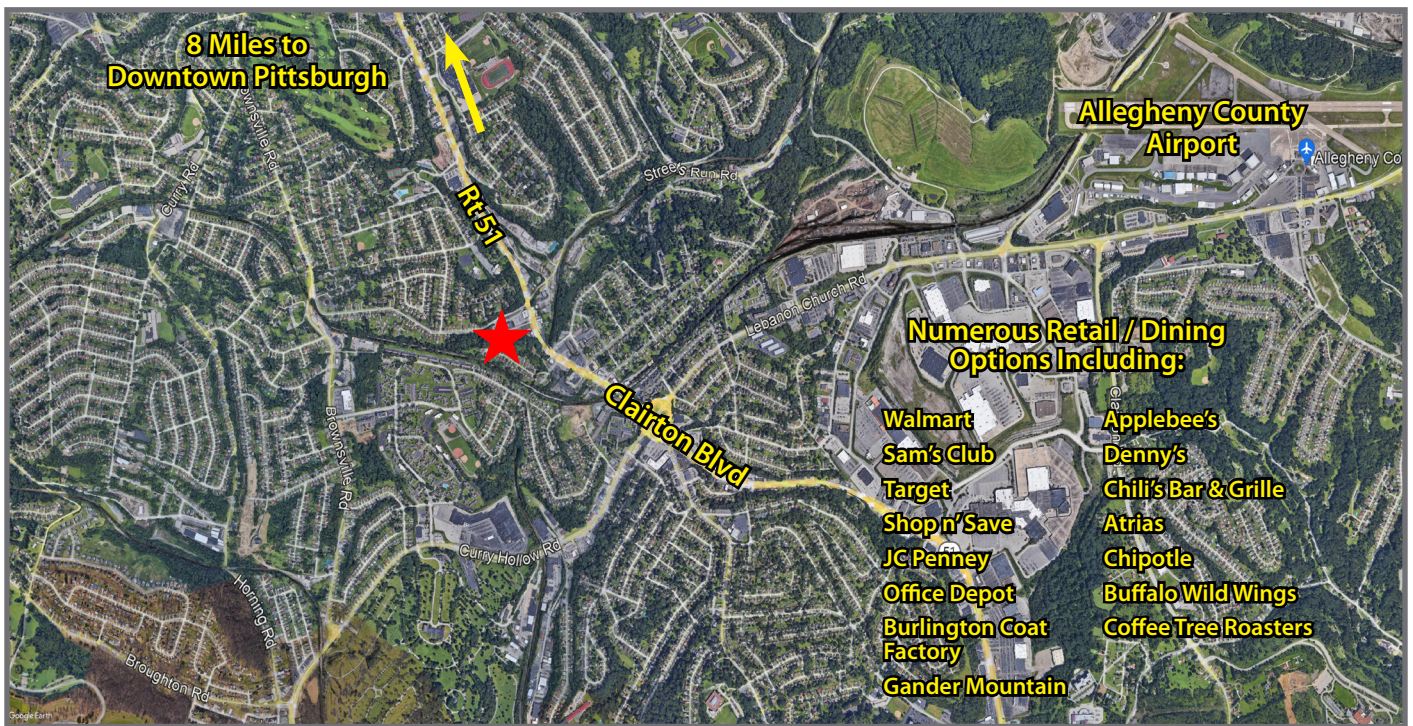 8 Miles to
Downtown Pittsburgh
Allegheny County
Airport
Allegheny Co
Curry Rd
Streets Run Rd
Rt 51
Lebanon Church Rd
Numerous Retail / Dining
Options Including:
Clairton Blvd
Brownsville Rd
Walmart
Sam's Club
Target
Shop n' Save
JC Penney
Office Depot
Burlington Coat
Factory
Gander Mountain
Applebee's
Denny's
Chili's Bar & Grille
Atrias
Chipotle
Buffalo Wild Wings
Coffee Tree Roasters
Curry Hollow Rd
Horning Rd
Broughton Rd
Google Earth